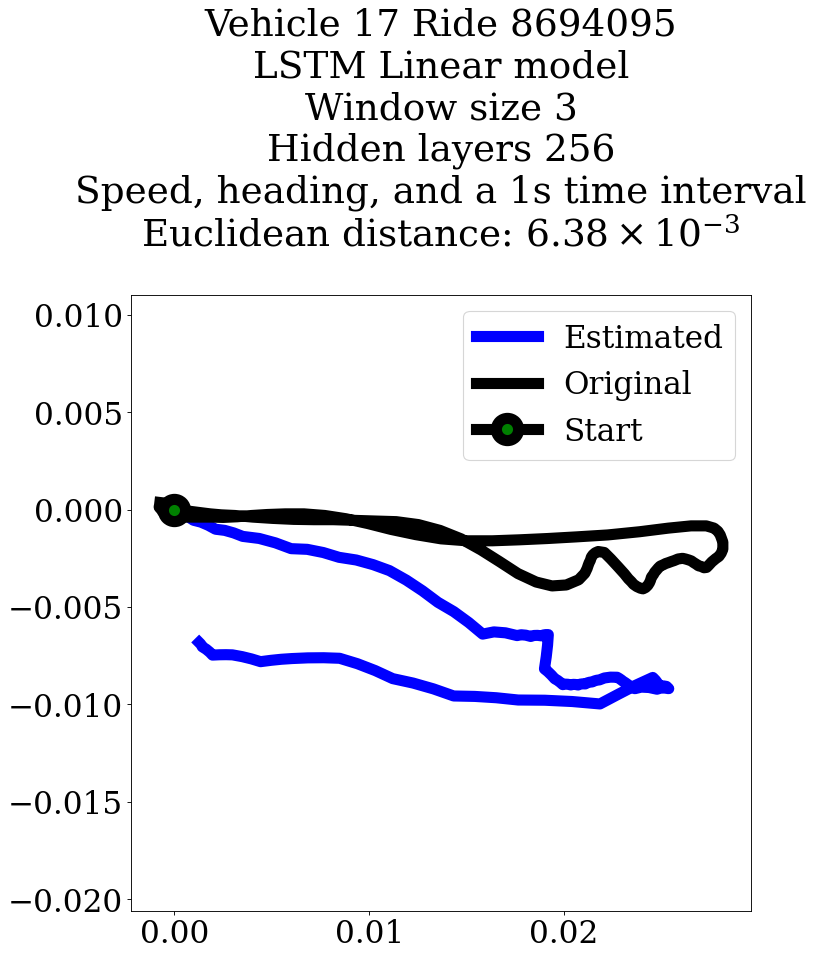 Vehicle 17 Ride 8694095
LSTM Linear model
Window size 3
Hidden layers 256
Speed, heading, and a 1s time interval
Euclidean distance: 6.38 × 10⁻³
0.010
0.005
0.000
−0.005
−0.010
−0.015
−0.020
Estimated
Original
Start
0.00 0.01 0.02